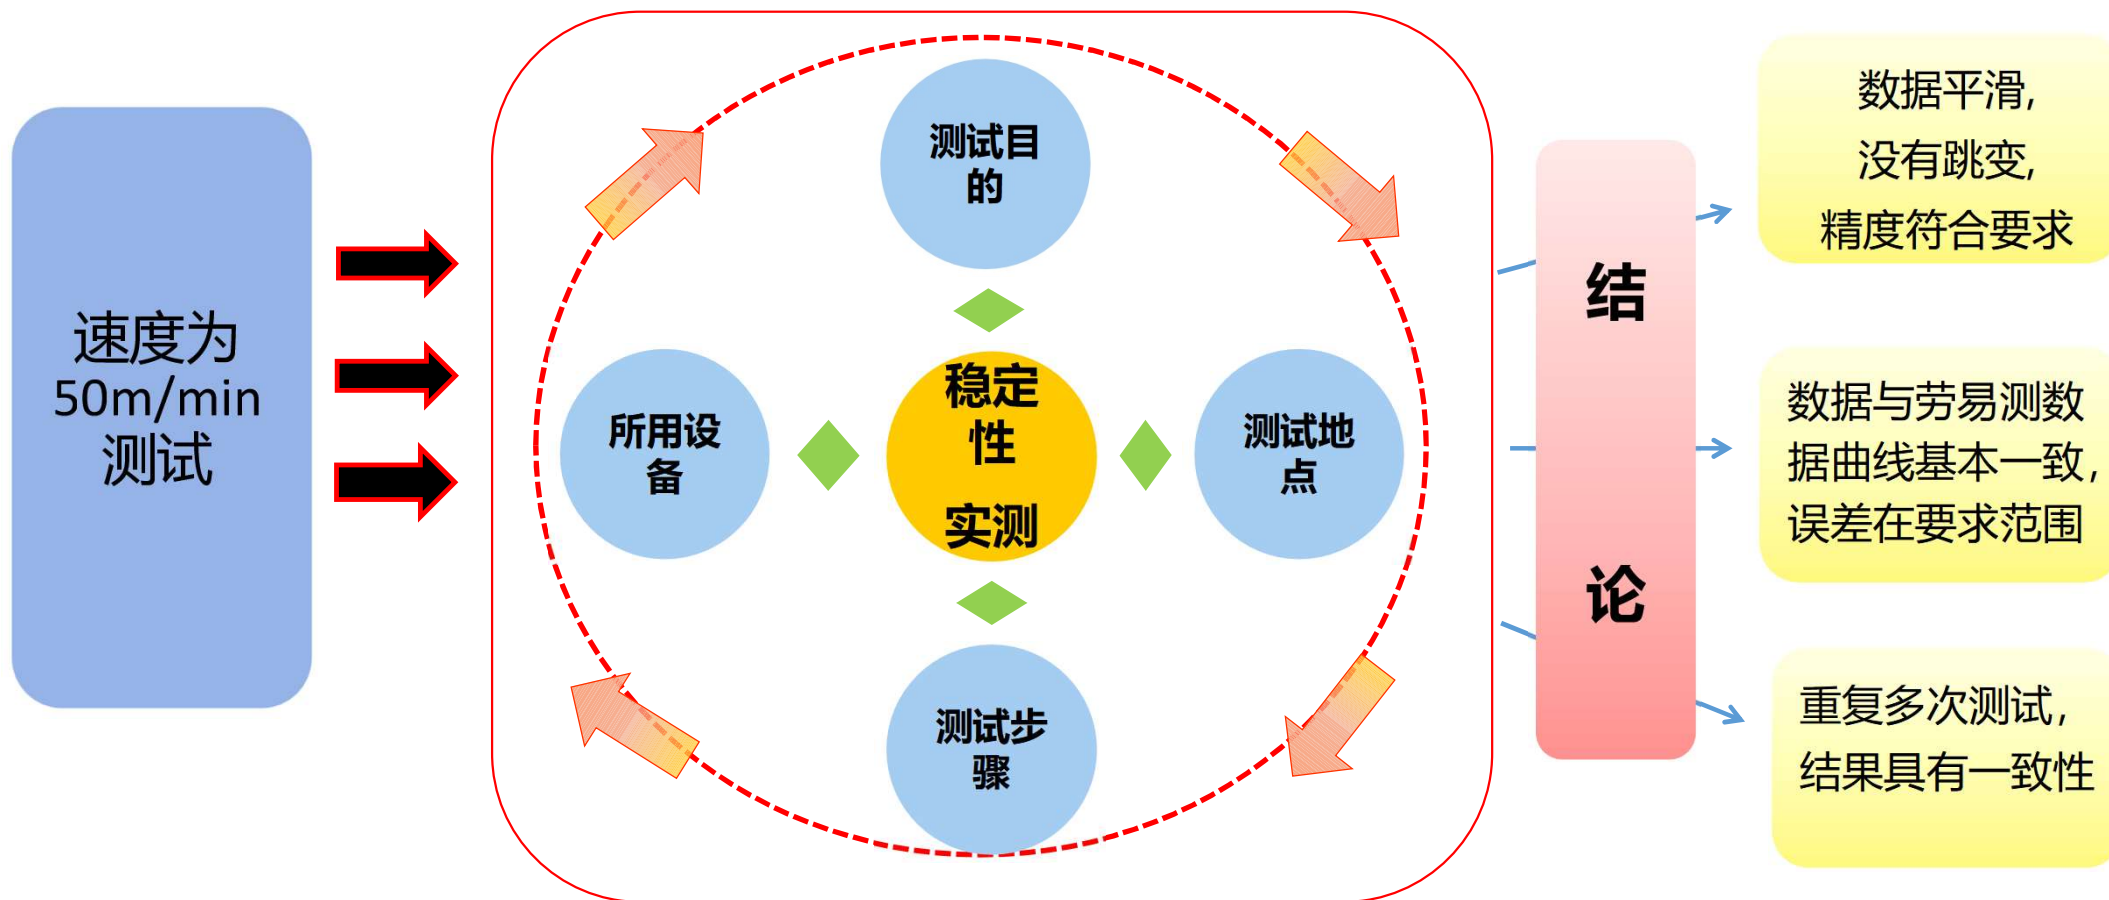 速度为
50m/min
测试
测试目
的
所用设
备
稳定
性
实测
测试地
点
测试步
骤
结
论
数据平滑,
没有跳变,
精度符合要求
数据与劳易测数
据曲线基本一致,
误差在要求范围
重复多次测试,
结果具有一致性